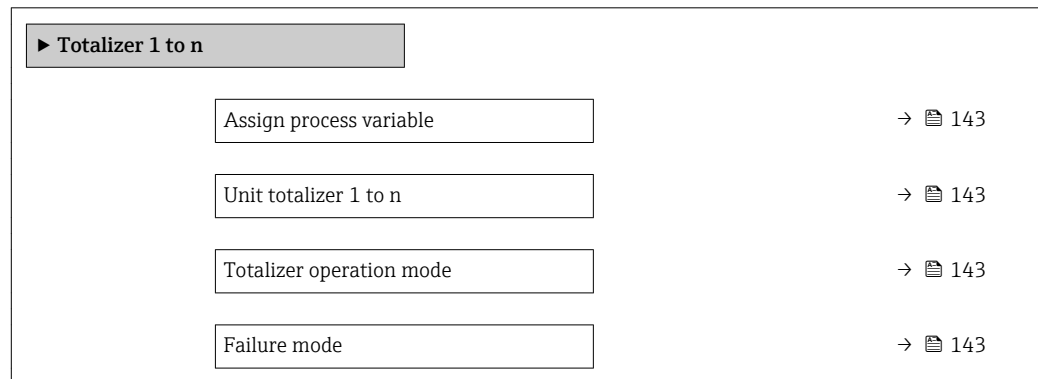 ▶ Totalizer 1 to n
Assign process variable → 143
Unit totalizer 1 to n → 143
Totalizer operation mode → 143
Failure mode → 143